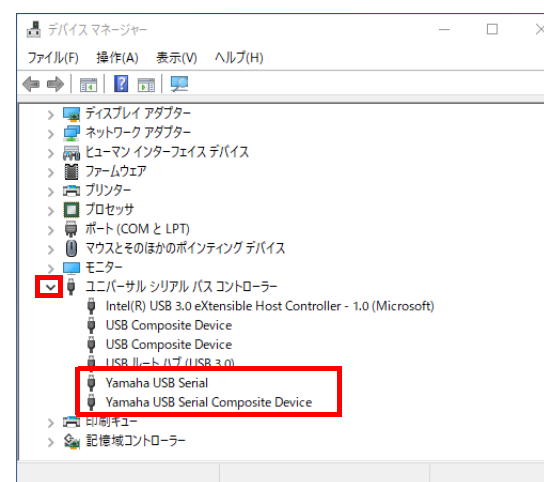 デバイス マネージャー
ファイル(F) 操作(A) 表示(V) ヘルプ(H)
ディスプレイ アダプター
ネットワーク アダプター
ヒューマン インターフェイス デバイス
ファームウェア
プリンター
プロセッサ
ポート (COM と LPT)
マウスとそのほかのポインティング デバイス
モニター
ユニバーサル シリアル バス コントローラー
Intel(R) USB 3.0 eXtensible Host Controller - 1.0 (Microsoft)
USB Composite Device
USB Composite Device
USB ルート ハブ (USB 3.0)
Yamaha USB Serial
Yamaha USB Serial Composite Device
印刷キュー
記憶域コントローラー